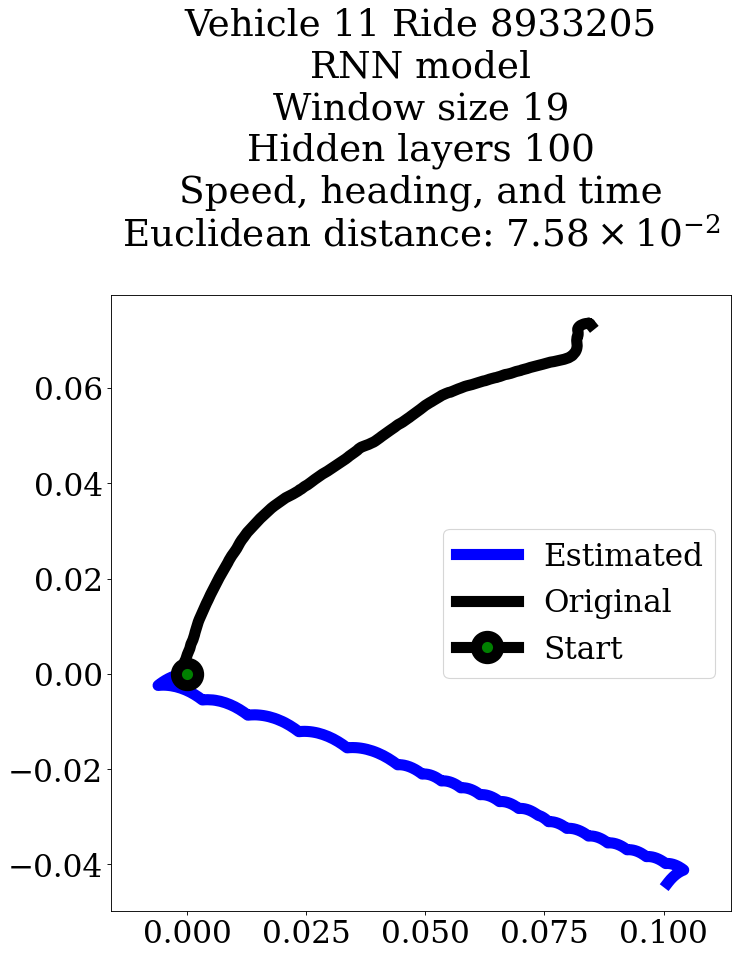 Vehicle 11 Ride 8933205
RNN model
Window size 19
Hidden layers 100
Speed, heading, and time
Euclidean distance: 7.58 × 10⁻²
0.06
0.04
0.02
0.00
−0.02
−0.04
Estimated
Original
Start
0.000 0.025 0.050 0.075 0.100